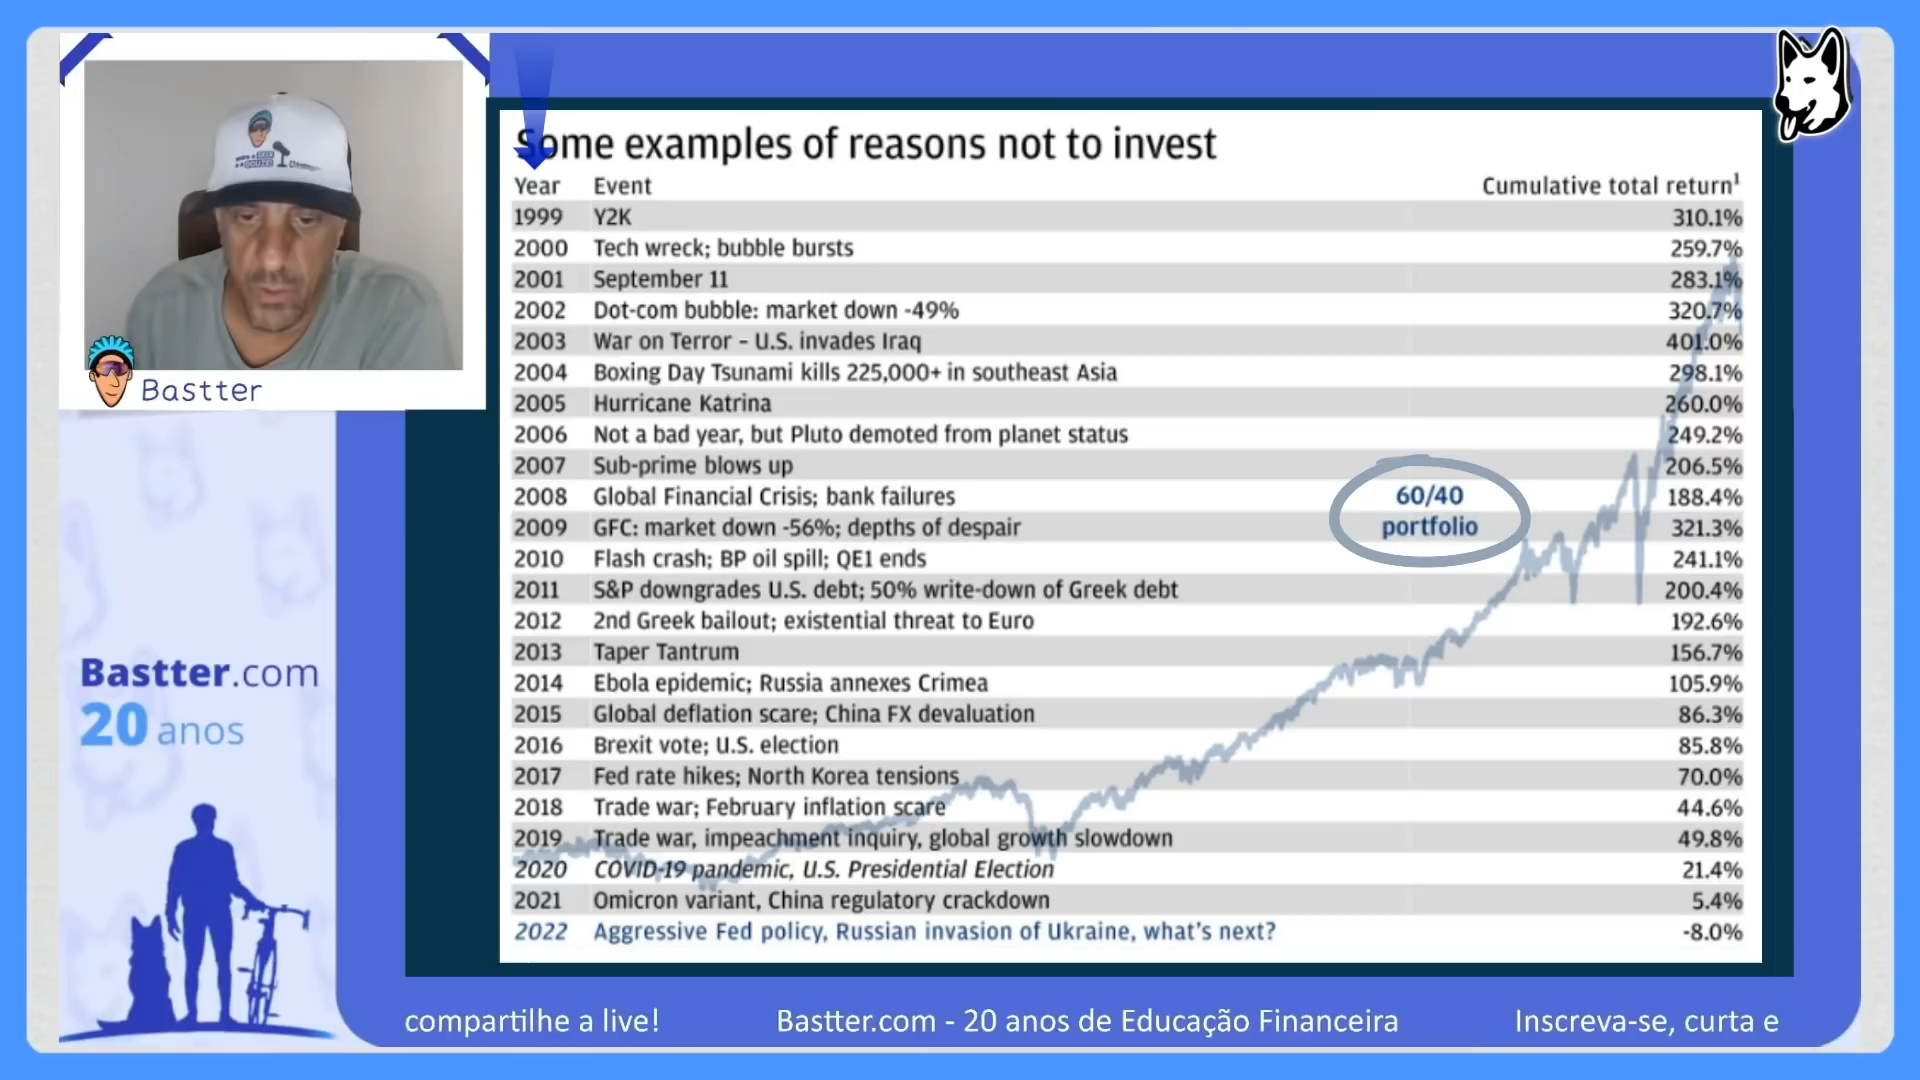 Some examples of reasons not to invest
Year Event Cumulative total return¹
1999 Y2K 310.1%
2000 Tech wreck; bubble bursts 259.7%
2001 September 11 283.1%
2002 Dot-com bubble: market down -49% 320.7%
2003 War on Terror – U.S. invades Iraq 401.0%
2004 Boxing Day Tsunami kills 225,000+ in southeast Asia 298.1%
2005 Hurricane Katrina 260.0%
2006 Not a bad year, but Pluto demoted from planet status 249.2%
2007 Sub-prime blows up 206.5%
2008 Global Financial Crisis; bank failures 188.4%
2009 GFC: market down -56%; depths of despair 321.3%
2010 Flash crash; BP oil spill; QE1 ends 241.1%
2011 S&P downgrades U.S. debt; 50% write-down of Greek debt 200.4%
2012 2nd Greek bailout; existential threat to Euro 192.6%
2013 Taper Tantrum 156.7%
2014 Ebola epidemic; Russia annexes Crimea 105.9%
2015 Global deflation scare; China FX devaluation 86.3%
2016 Brexit vote; U.S. election 85.8%
2017 Fed rate hikes; North Korea tensions 70.0%
2018 Trade war; February inflation scare 44.6%
2019 Trade war, impeachment inquiry, global growth slowdown 49.8%
2020 COVID-19 pandemic, U.S. Presidential Election 21.4%
2021 Omicron variant, China regulatory crackdown 5.4%
2022 Aggressive Fed policy, Russian invasion of Ukraine, what's next? -8.0%
60/40
portfolio
Bastter
Bastter.com
20 anos
compartilhe a live! Bastter.com - 20 anos de Educação Financeira Inscreva-se, curta e